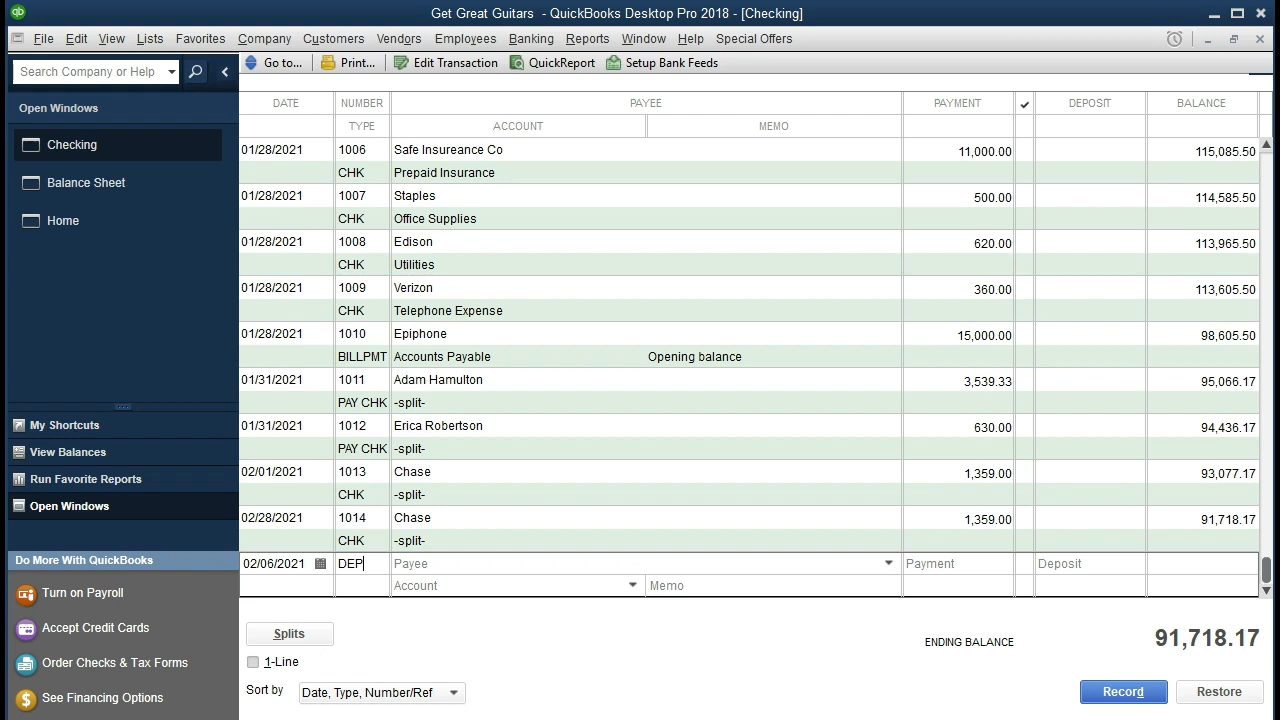 Get Great Guitars - QuickBooks Desktop Pro 2018 - [Checking]
File Edit View Lists Favorites Company Customers Vendors Employees Banking Reports Window Help Special Offers
Search Company or Help
Go to... Print... Edit Transaction QuickReport Setup Bank Feeds
Open Windows
Checking
Balance Sheet
Home
My Shortcuts
View Balances
Run Favorite Reports
Open Windows
Do More With QuickBooks
Turn on Payroll
Accept Credit Cards
Order Checks & Tax Forms
See Financing Options
DATE NUMBER PAYEE PAYMENT ✓ DEPOSIT BALANCE
TYPE ACCOUNT MEMO
01/28/2021 1006 Safe Insureance Co 11,000.00 115,085.50
CHK Prepaid Insurance
01/28/2021 1007 Staples 500.00 114,585.50
CHK Office Supplies
01/28/2021 1008 Edison 620.00 113,965.50
CHK Utilities
01/28/2021 1009 Verizon 360.00 113,605.50
CHK Telephone Expense
01/28/2021 1010 Epiphone 15,000.00 98,605.50
BILLPMT Accounts Payable Opening balance
01/31/2021 1011 Adam Hamulton 3,539.33 95,066.17
PAY CHK -split-
01/31/2021 1012 Erica Robertson 630.00 94,436.17
PAY CHK -split-
02/01/2021 1013 Chase 1,359.00 93,077.17
CHK -split-
02/28/2021 1014 Chase 1,359.00 91,718.17
CHK -split-
02/06/2021 DEP Payee Payment Deposit
Account Memo
Splits
ENDING BALANCE 91,718.17
1-Line
Sort by Date, Type, Number/Ref
Record Restore